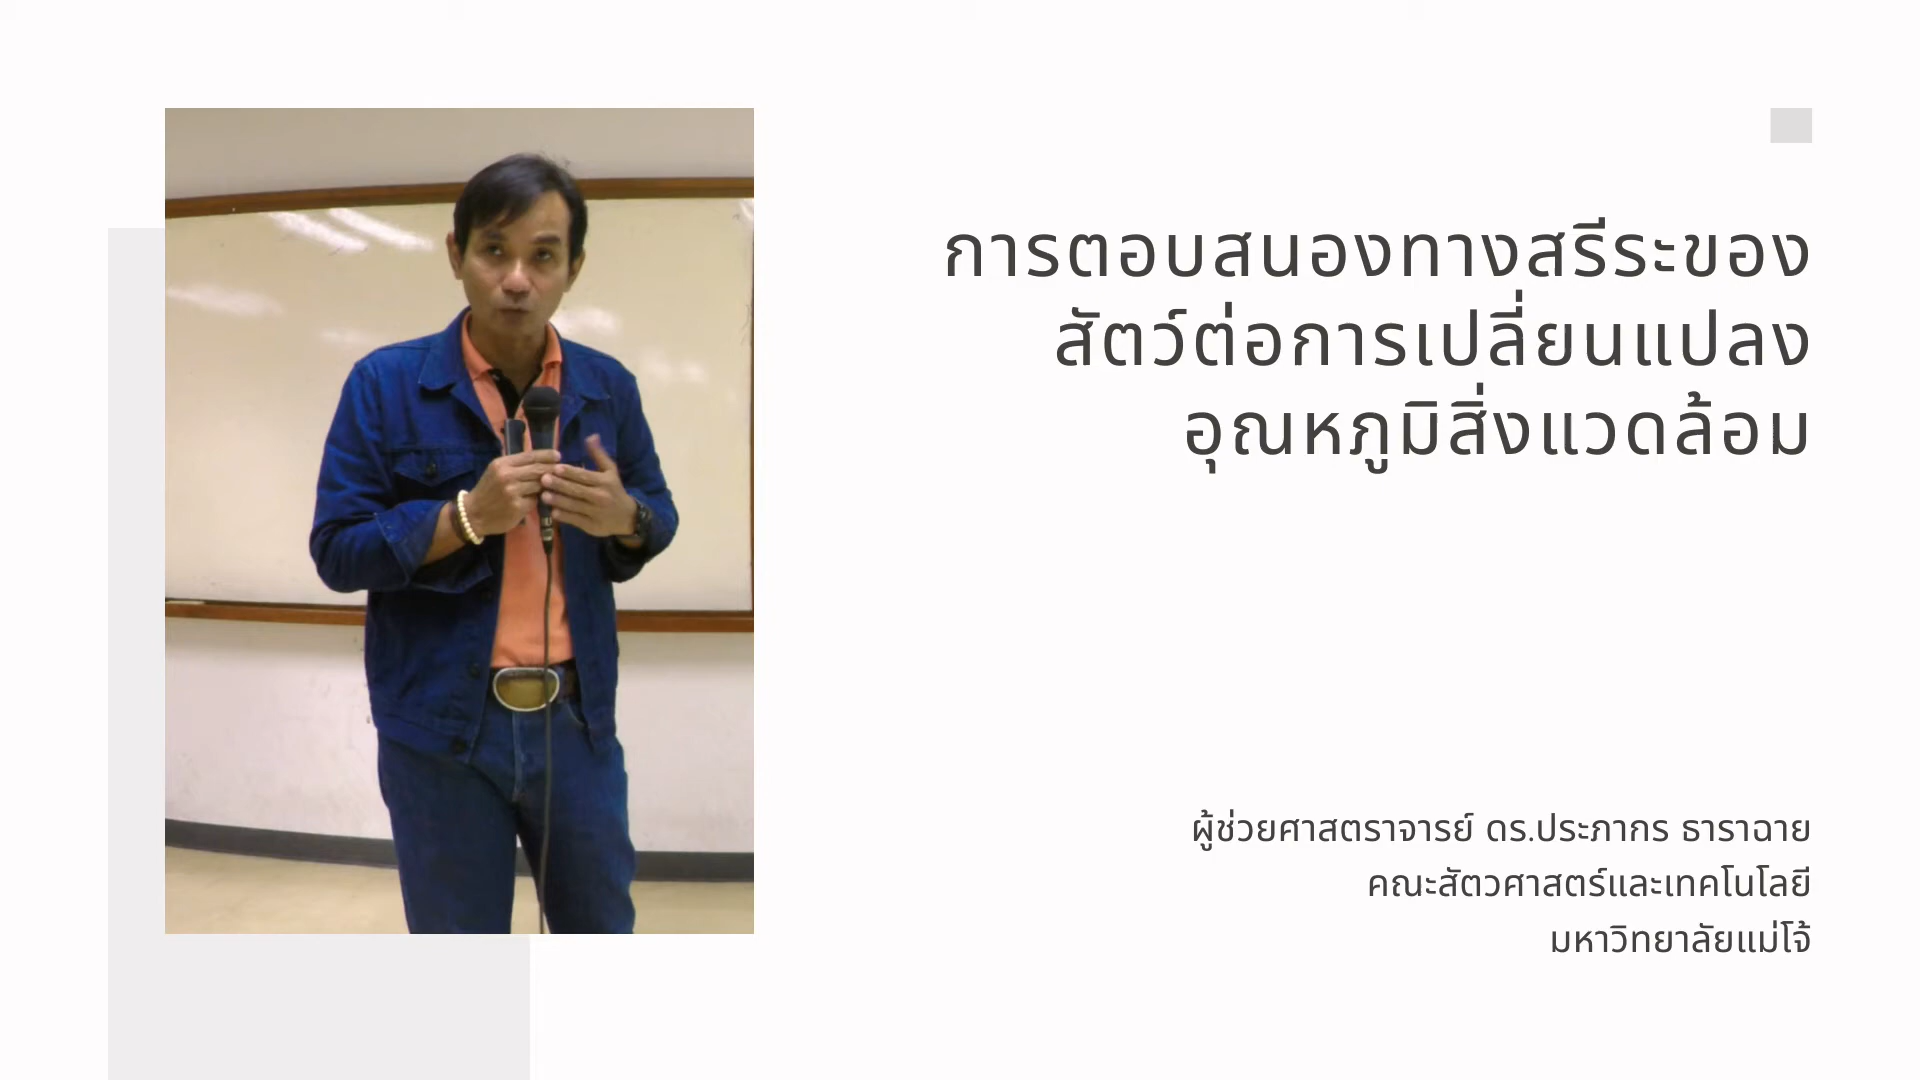 การตอบสนองทางสรีระของ
สัตว์ต่อการเปลี่ยนแปลง
อุณหภูมิสิ่งแวดล้อม
ผู้ช่วยศาสตราจารย์ ดร.ประภากร ธาราฉาย
คณะสัตวศาสตร์และเทคโนโลยี
มหาวิทยาลัยแม่โจ้